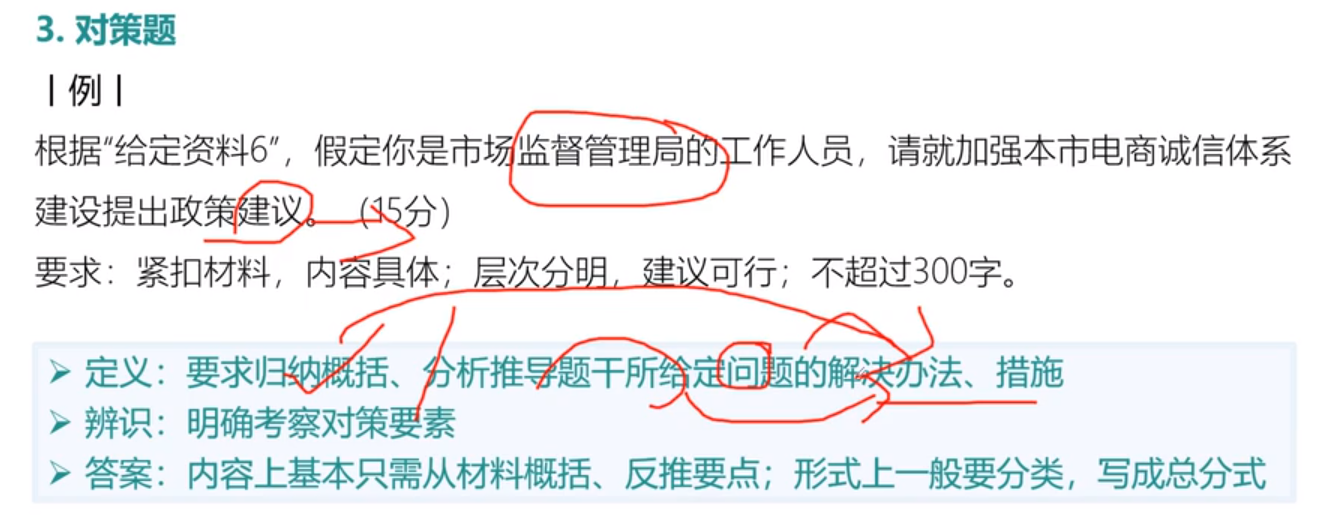 3. 对策题
丨例丨
根据“给定资料6”，假定你是市场监督管理局的工作人员，请就加强本市电商诚信体系
建设提出政策建议。（15分）
要求：紧扣材料，内容具体；层次分明，建议可行；不超过300字。
➢ 定义：要求归纳概括、分析推导题干所给定问题的解决办法、措施
➢ 辨识：明确考察对策要素
➢ 答案：内容上基本只需从材料概括、反推要点；形式上一般要分类，写成总分式